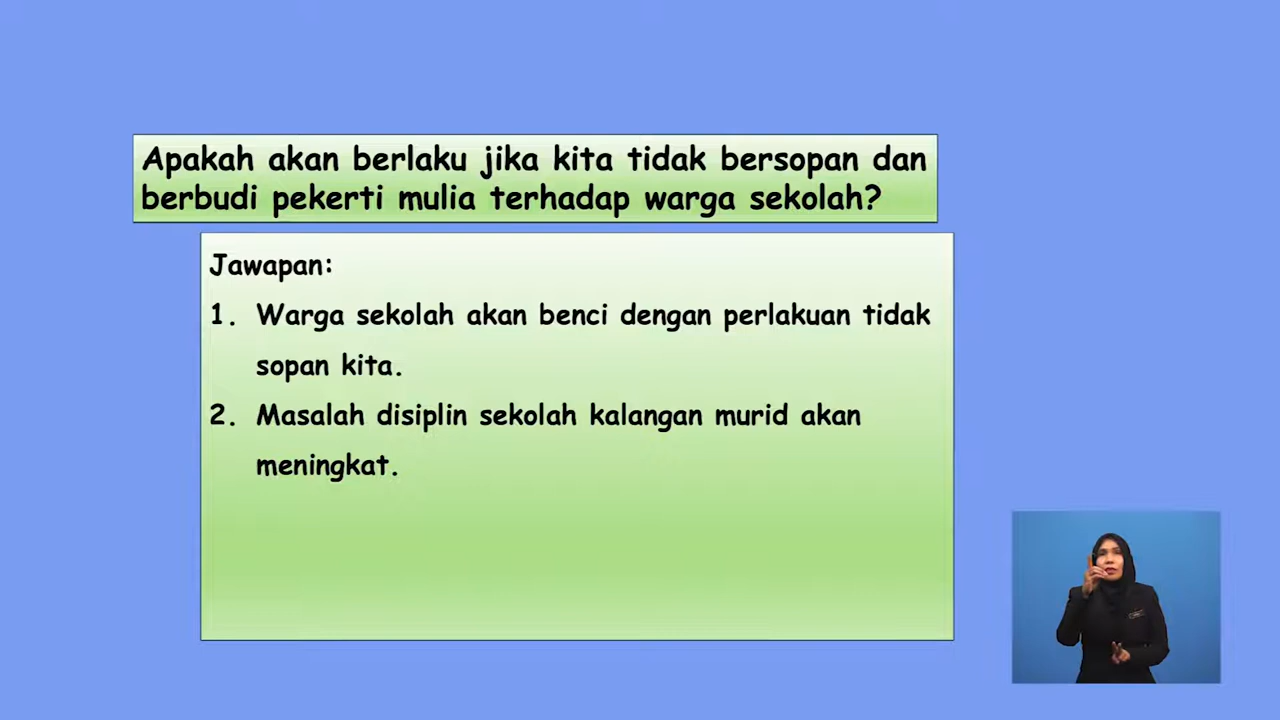 Apakah akan berlaku jika kita tidak bersopan dan
berbudi pekerti mulia terhadap warga sekolah?
Jawapan:
1. Warga sekolah akan benci dengan perlakuan tidak
sopan kita.
2. Masalah disiplin sekolah kalangan murid akan
meningkat.